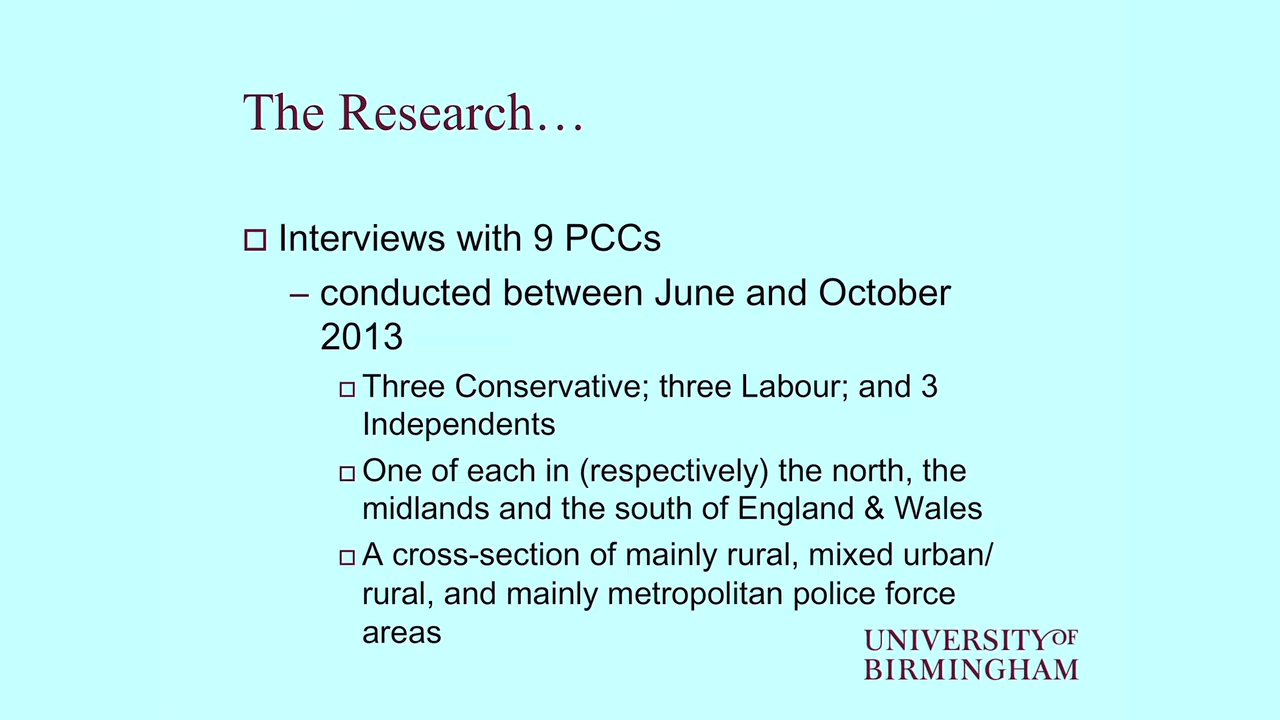 The Research…
Interviews with 9 PCCs
– conducted between June and October
2013
Three Conservative; three Labour; and 3
Independents
One of each in (respectively) the north, the
midlands and the south of England & Wales
A cross-section of mainly rural, mixed urban/
rural, and mainly metropolitan police force
areas
UNIVERSITY OF
BIRMINGHAM